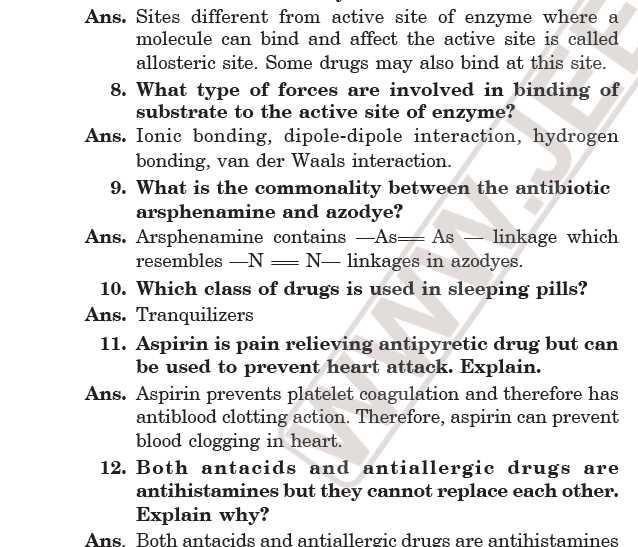 Ans. Sites different from active site of enzyme where a
molecule can bind and affect the active site is called
allosteric site. Some drugs may also bind at this site.
8. What type of forces are involved in binding of
substrate to the active site of enzyme?
Ans. Ionic bonding, dipole-dipole interaction, hydrogen
bonding, van der Waals interaction.
9. What is the commonality between the antibiotic
arsphenamine and azodye?
Ans. Arsphenamine contains —As== As — linkage which
resembles —N == N— linkages in azodyes.
10. Which class of drugs is used in sleeping pills?
Ans. Tranquilizers
11. Aspirin is pain relieving antipyretic drug but can
be used to prevent heart attack. Explain.
Ans. Aspirin prevents platelet coagulation and therefore has
antiblood clotting action. Therefore, aspirin can prevent
blood clogging in heart.
12. Both antacids and antiallergic drugs are
antihistamines but they cannot replace each other.
Explain why?
Ans. Both antacids and antiallergic drugs are antihistamines
WWW.JEE